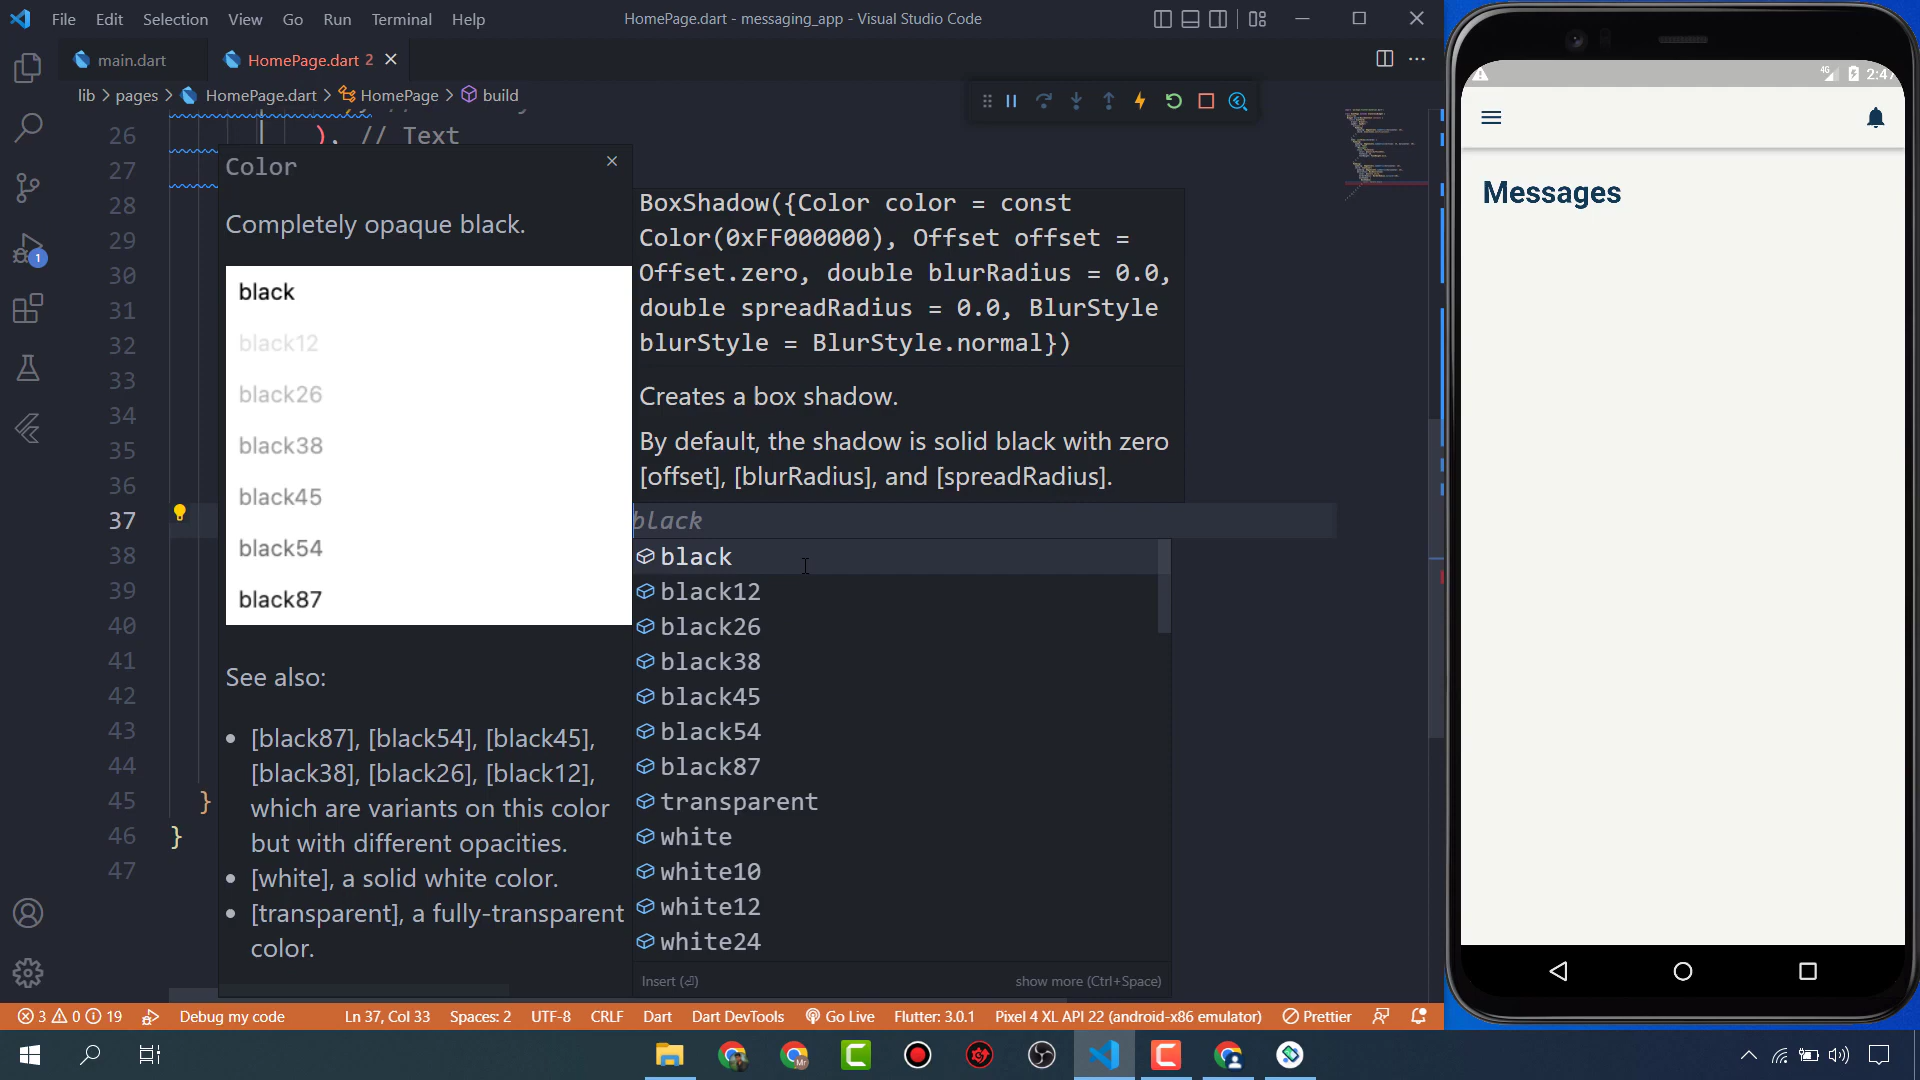 File Edit Selection View Go Run Terminal Help
HomePage.dart - messaging_app - Visual Studio Code
main.dart
HomePage.dart 2
lib > pages > HomePage.dart > HomePage > build
26 ), // Text
27
28
29
30
31
32
33
34
35
36
37
38
39
40
41
42
43
44
45 }
46 }
47
Color
Completely opaque black.
black
black12
black26
black38
black45
black54
black87
See also:
• [black87], [black54], [black45],
[black38], [black26], [black12],
which are variants on this color
but with different opacities.
• [white], a solid white color.
• [transparent], a fully-transparent
color.
BoxShadow({Color color = const
Color(0xFF000000), Offset offset =
Offset.zero, double blurRadius = 0.0,
double spreadRadius = 0.0, BlurStyle
blurStyle = BlurStyle.normal})
Creates a box shadow.
By default, the shadow is solid black with zero
[offset], [blurRadius], and [spreadRadius].
black
black
black12
black26
black38
black45
black54
black87
transparent
white
white10
white12
white24
Insert (⏎) show more (Ctrl+Space)
1
3 0 19 Debug my code Ln 37, Col 33 Spaces: 2 UTF-8 CRLF Dart Dart DevTools Go Live Flutter: 3.0.1 Pixel 4 XL API 22 (android-x86 emulator) Prettier
4G 2:47
Messages